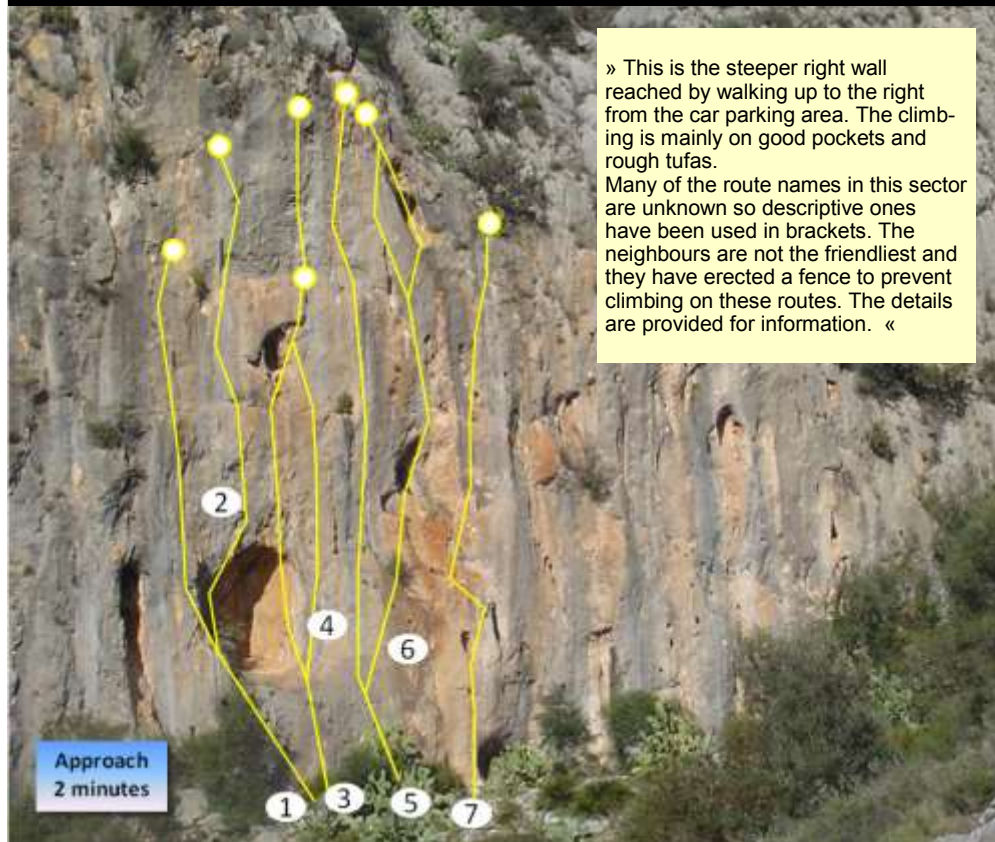 » This is the steeper right wall
reached by walking up to the right
from the car parking area. The climb-
ing is mainly on good pockets and
rough tufas.
Many of the route names in this sector
are unknown so descriptive ones
have been used in brackets. The
neighbours are not the friendliest and
they have erected a fence to prevent
climbing on these routes. The details
are provided for information. «
2
4
6
Approach
2 minutes
1
3
5
7